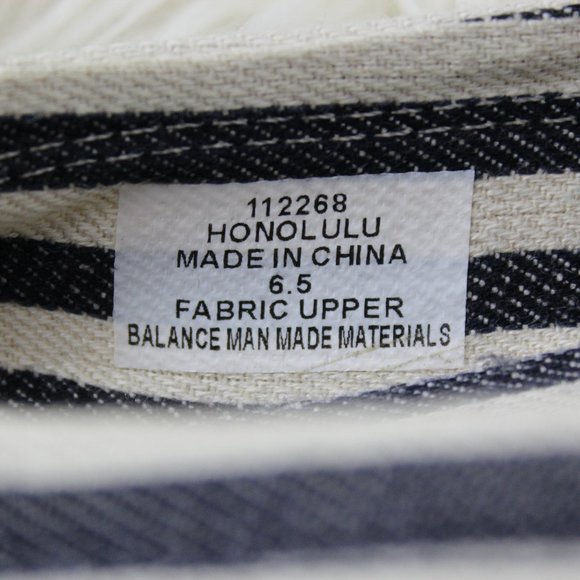 112268
HONOLULU
MADE IN CHINA
6.5
FABRIC UPPER
BALANCE MAN MADE MATERIALS